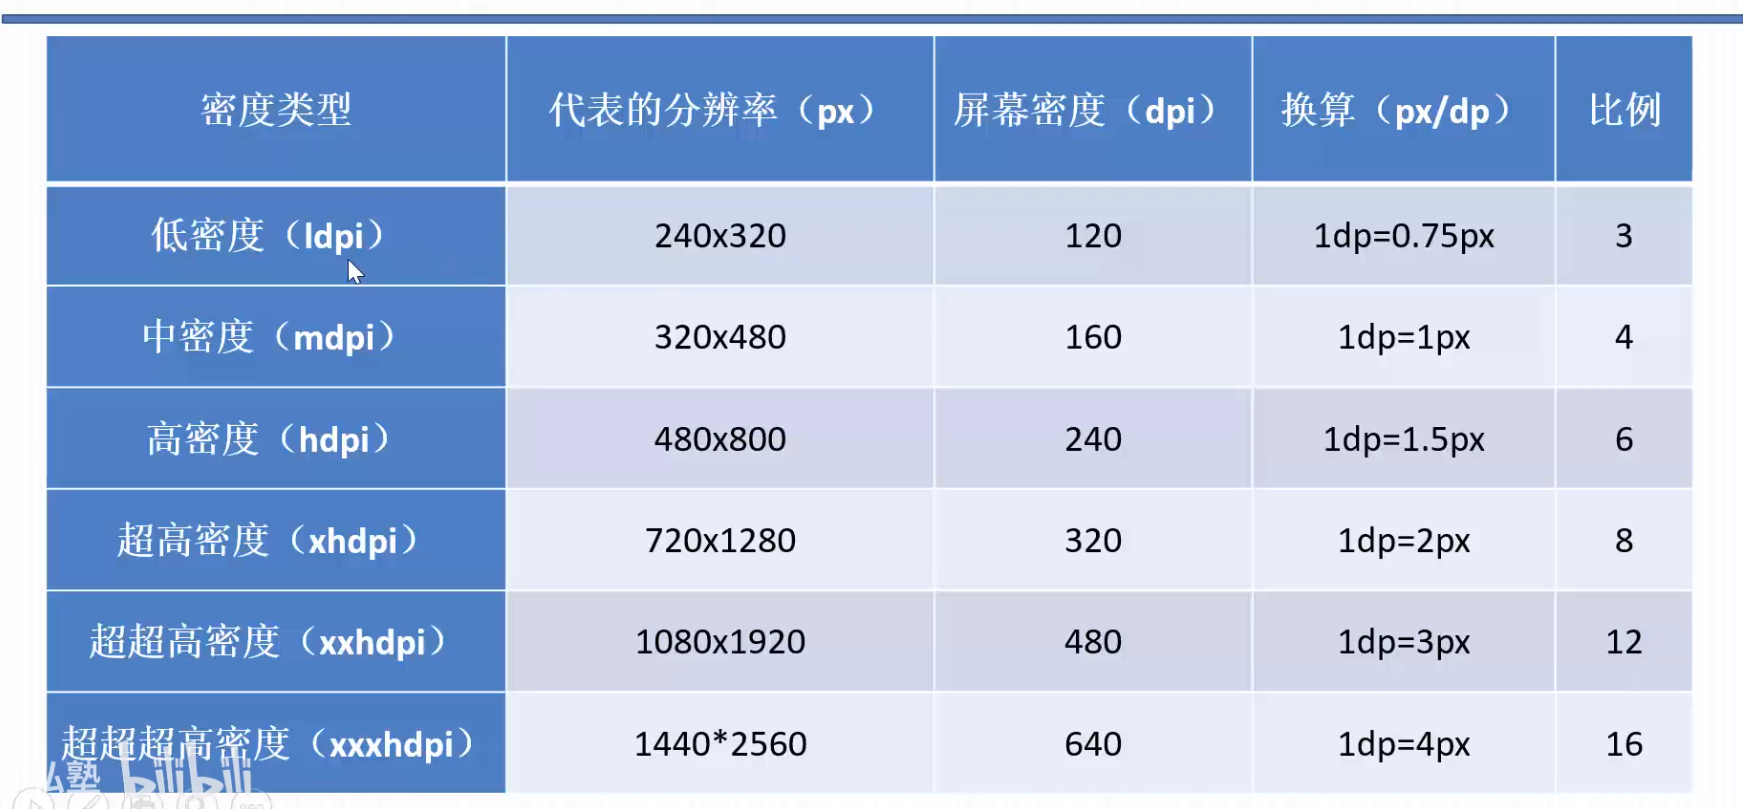 密度类型 代表的分辨率（px） 屏幕密度（dpi） 换算（px/dp） 比例
低密度（ldpi） 240x320 120 1dp=0.75px 3
中密度（mdpi） 320x480 160 1dp=1px 4
高密度（hdpi） 480x800 240 1dp=1.5px 6
超高密度（xhdpi） 720x1280 320 1dp=2px 8
超超高密度（xxhdpi） 1080x1920 480 1dp=3px 12
超超超高密度（xxxhdpi） 1440*2560 640 1dp=4px 16
塾 bilibili